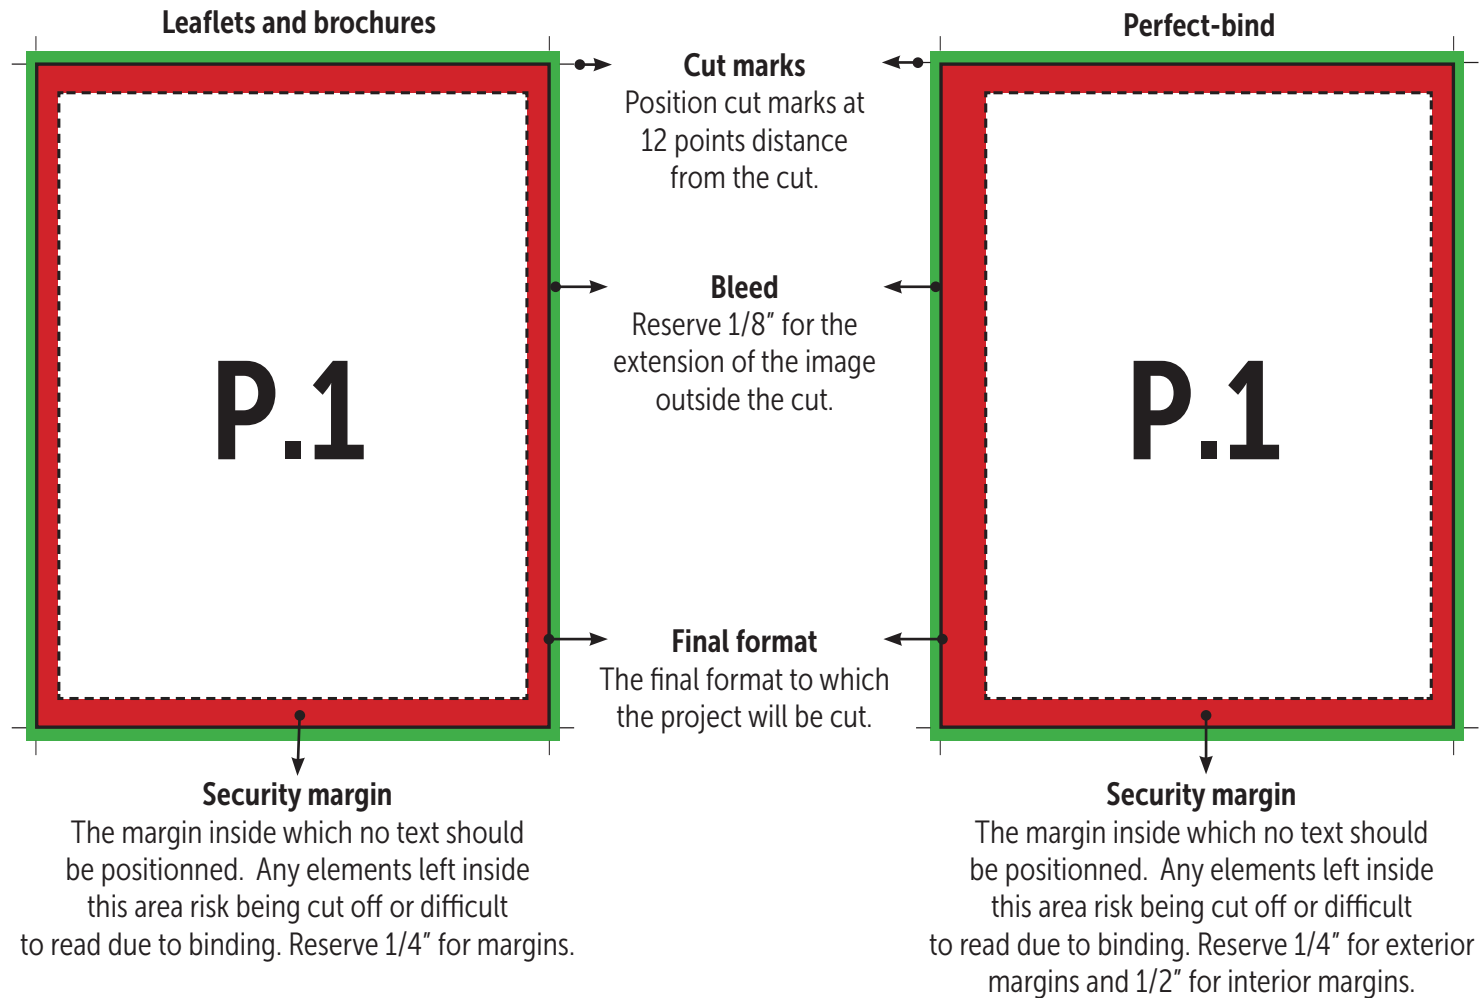 Leaflets and brochures
Perfect-bind
Cut marks
Position cut marks at
12 points distance
from the cut.
Bleed
Reserve 1/8″ for the
extension of the image
outside the cut.
P.1
P.1
Final format
The final format to which
the project will be cut.
Security margin
The margin inside which no text should
be positionned.  Any elements left inside
this area risk being cut off or difficult
to read due to binding. Reserve 1/4″ for margins.
Security margin
The margin inside which no text should
be positionned.  Any elements left inside
this area risk being cut off or difficult
to read due to binding. Reserve 1/4″ for exterior
margins and 1/2″ for interior margins.